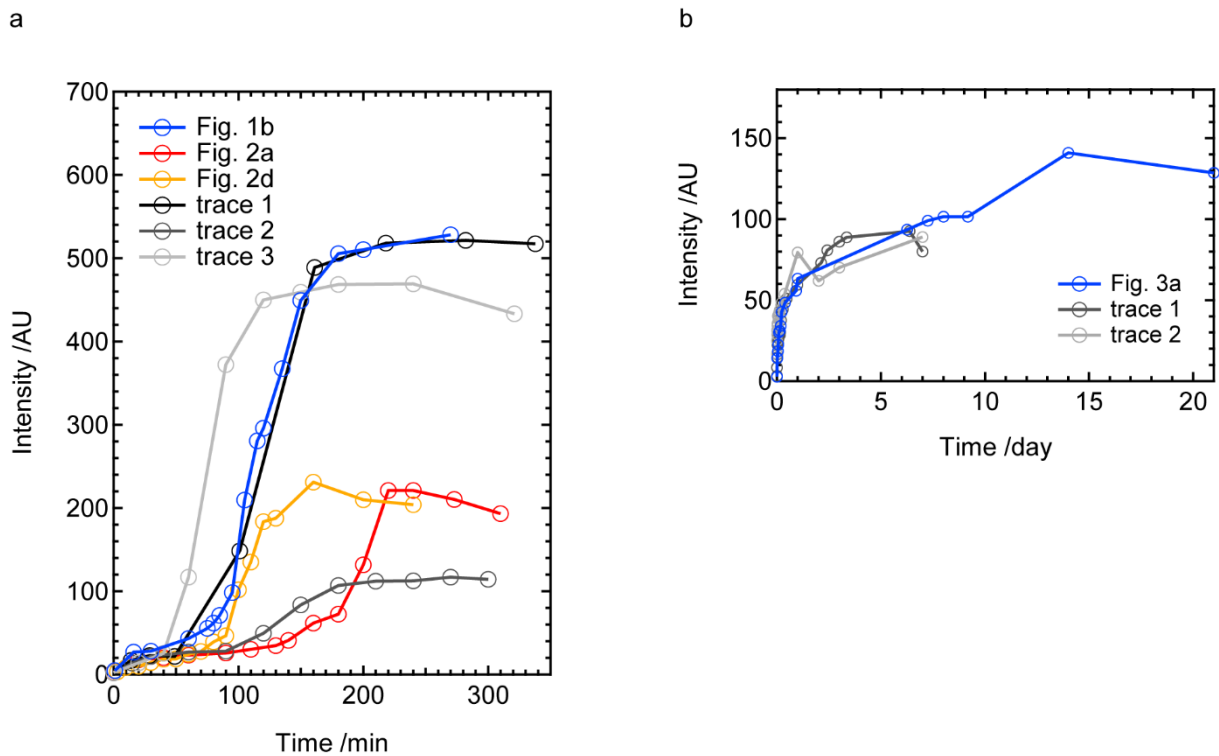 a
700
600
500
400
300
200
100
0
Intensity /AU
Fig. 1b
Fig. 2a
Fig. 2d
trace 1
trace 2
trace 3
0 100 200 300
Time /min
b
150
100
50
0
Intensity /AU
Fig. 3a
trace 1
trace 2
0 5 10 15 20
Time /day